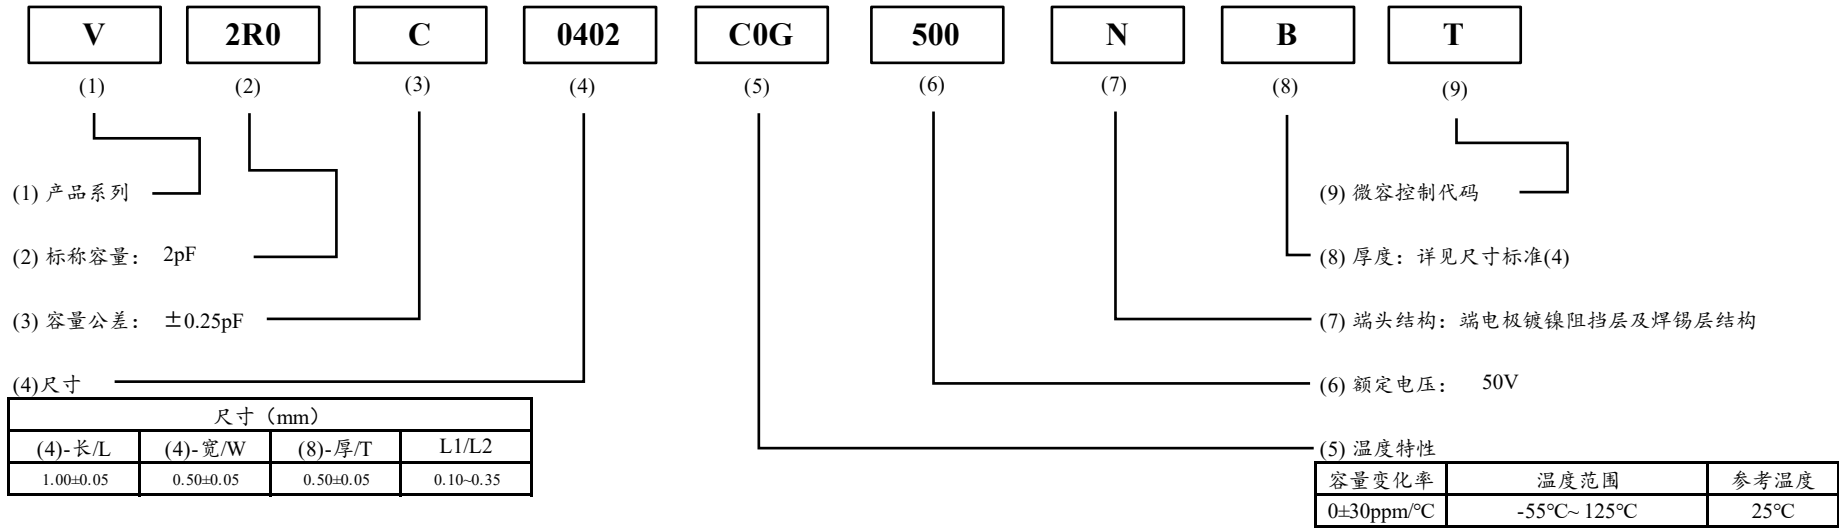 V 2R0 C 0402 C0G 500 N B T
(1) (2) (3) (4) (5) (6) (7) (8) (9)
(1) 产品系列
(9) 微容控制代码
(2) 标称容量： 2pF
(8) 厚度：详见尺寸标准(4)
(3) 容量公差： ±0.25pF
(7) 端头结构：端电极镀镍阻挡层及焊锡层结构
(4)尺寸
(6) 额定电压： 50V
尺寸（mm）
(4)-长/L (4)-宽/W (8)-厚/T L1/L2
1.00±0.05 0.50±0.05 0.50±0.05 0.10~0.35
(5) 温度特性
容量变化率 温度范围 参考温度
0±30ppm/°C -55°C~ 125°C 25°C